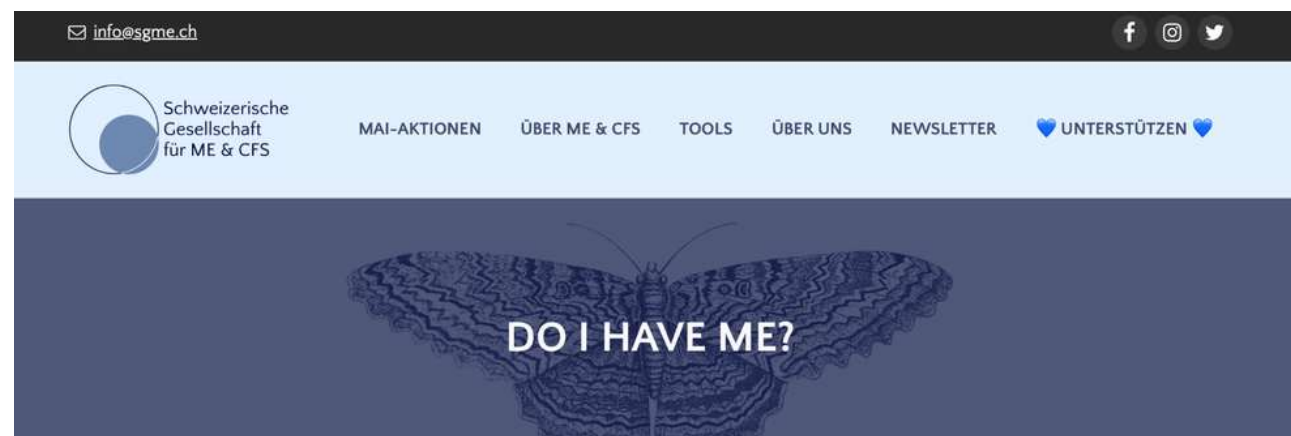 info@sgme.ch
Schweizerische
Gesellschaft
für ME & CFS
MAI-AKTIONEN ÜBER ME & CFS TOOLS ÜBER UNS NEWSLETTER 💙 UNTERSTÜTZEN 💙
DO I HAVE ME?